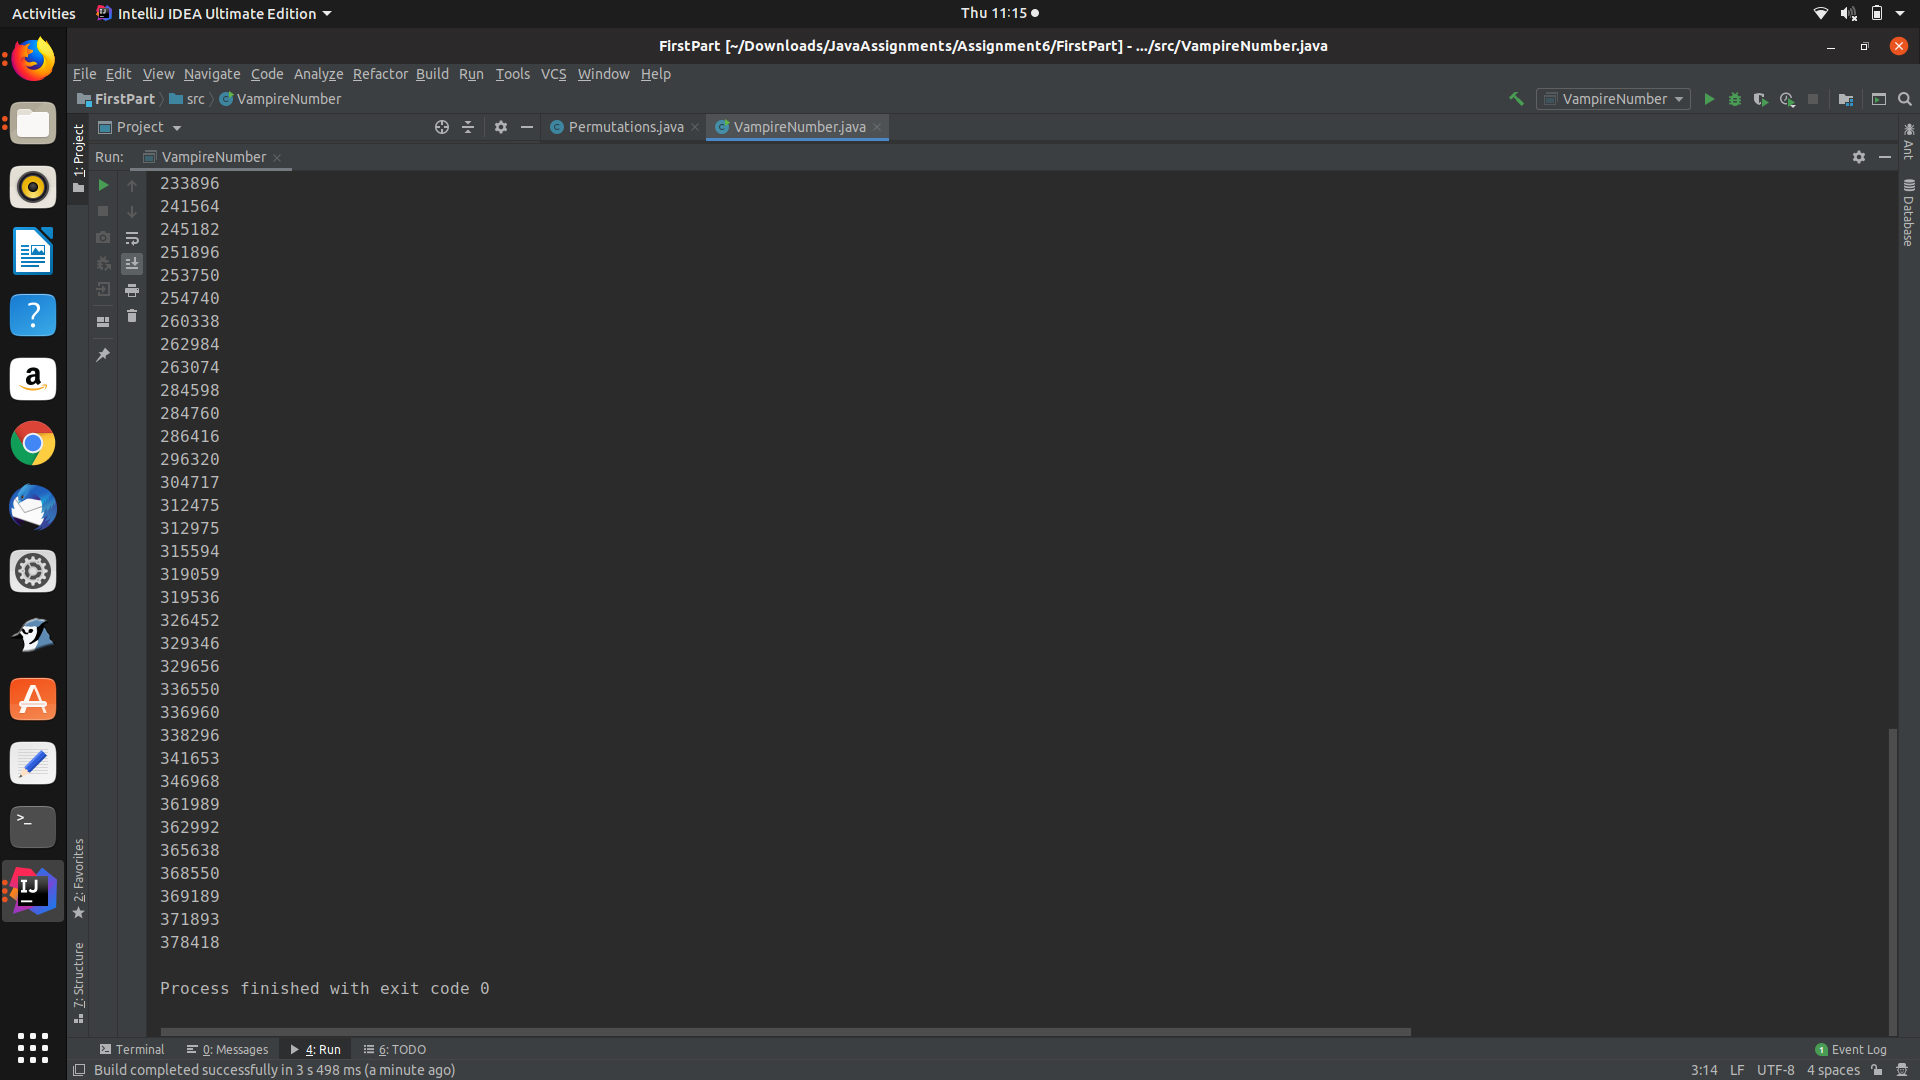 Activities IntelliJ IDEA Ultimate Edition Thu 11:15
FirstPart [~/Downloads/JavaAssignments/Assignment6/FirstPart] - .../src/VampireNumber.java
File Edit View Navigate Code Analyze Refactor Build Run Tools VCS Window Help
FirstPart src VampireNumber VampireNumber
Project Permutations.java VampireNumber.java
Run: VampireNumber
1: Project
Ant
Database
233896
241564
245182
251896
253750
254740
260338
262984
263074
284598
284760
286416
296320
304717
312475
312975
315594
319059
319536
326452
329346
329656
336550
336960
338296
341653
346968
361989
362992
365638
368550
369189
371893
378418
Process finished with exit code 0
2: Favorites
7: Structure
Terminal 0: Messages 4: Run 6: TODO 1 Event Log
Build completed successfully in 3 s 498 ms (a minute ago) 3:14 LF UTF-8 4 spaces